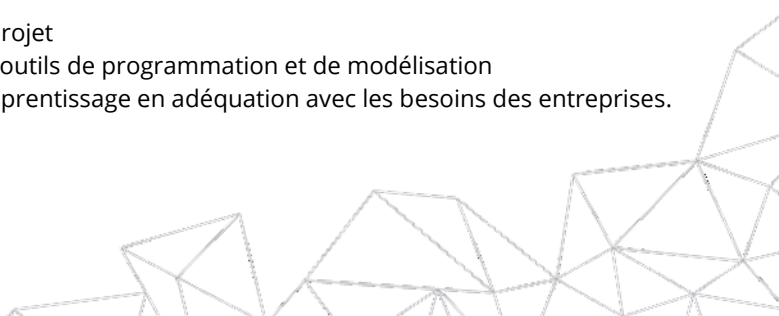 rojet
outils de programmation et de modélisation
prentissage en adéquation avec les besoins des entreprises.